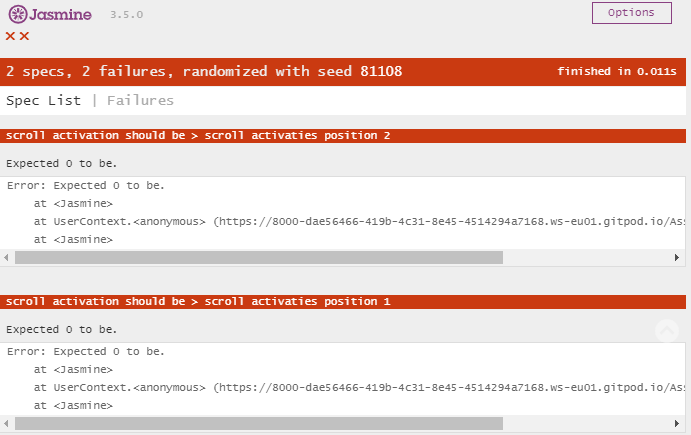 Jasmine 3.5.0 Options
××
2 specs, 2 failures, randomized with seed 81108 finished in 0.011s
Spec List | Failures
scroll activation should be > scroll activaties position 2
Expected 0 to be.
Error: Expected 0 to be.
at <Jasmine>
at UserContext.<anonymous> (https://8000-dae56466-419b-4c31-8e45-4514294a7168.ws-eu01.gitpod.io/Ass
at <Jasmine>
scroll activation should be > scroll activaties position 1
Expected 0 to be.
Error: Expected 0 to be.
at <Jasmine>
at UserContext.<anonymous> (https://8000-dae56466-419b-4c31-8e45-4514294a7168.ws-eu01.gitpod.io/Ass
at <Jasmine>